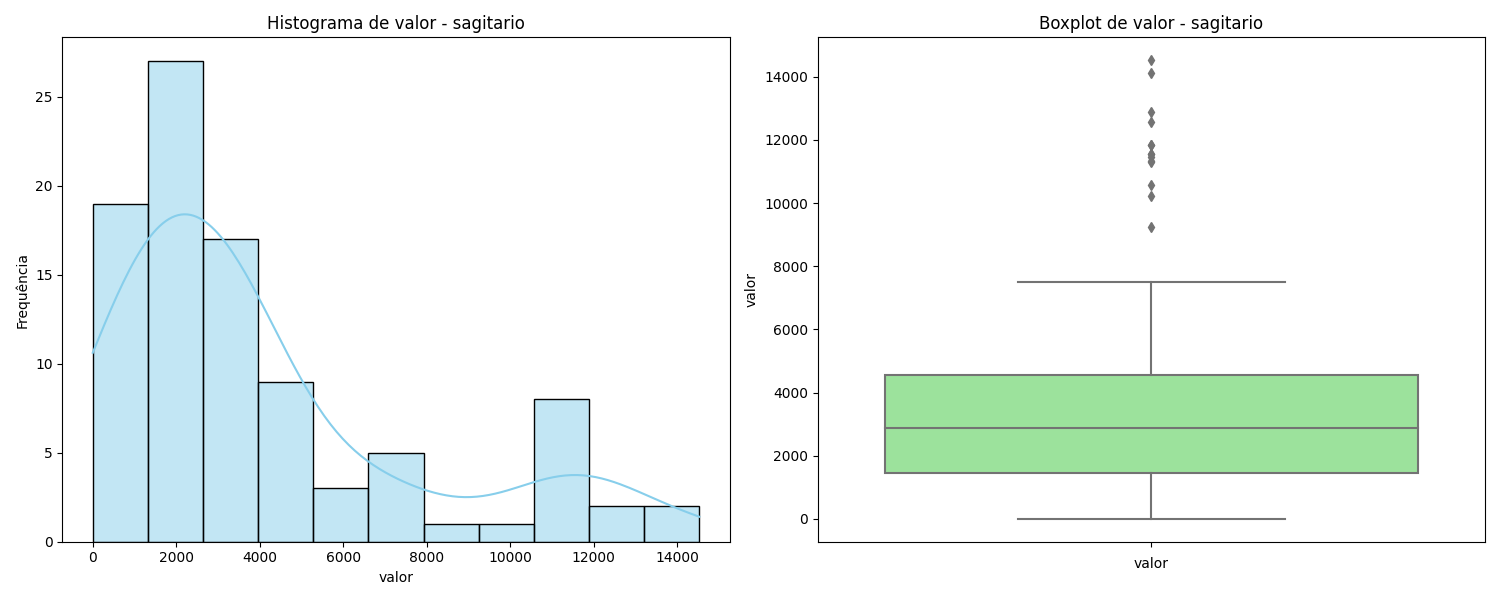 Histograma de valor - sagitario
Frequência
25
20
15
10
5
0
0 2000 4000 6000 8000 10000 12000 14000
valor
Boxplot de valor - sagitario
valor
14000
12000
10000
8000
6000
4000
2000
0
valor